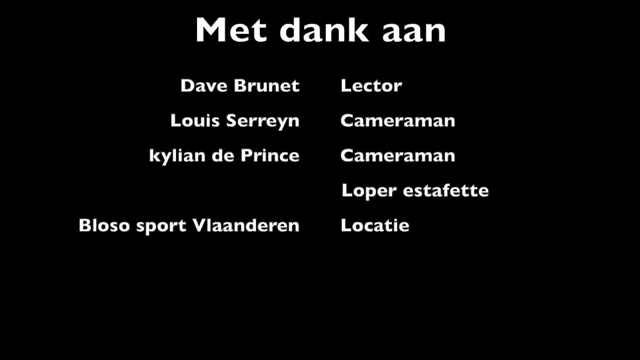 Met dank aan
Dave Brunet Lector
Louis Serreyn Cameraman
kylian de Prince Cameraman
Loper estafette
Bloso sport Vlaanderen Locatie